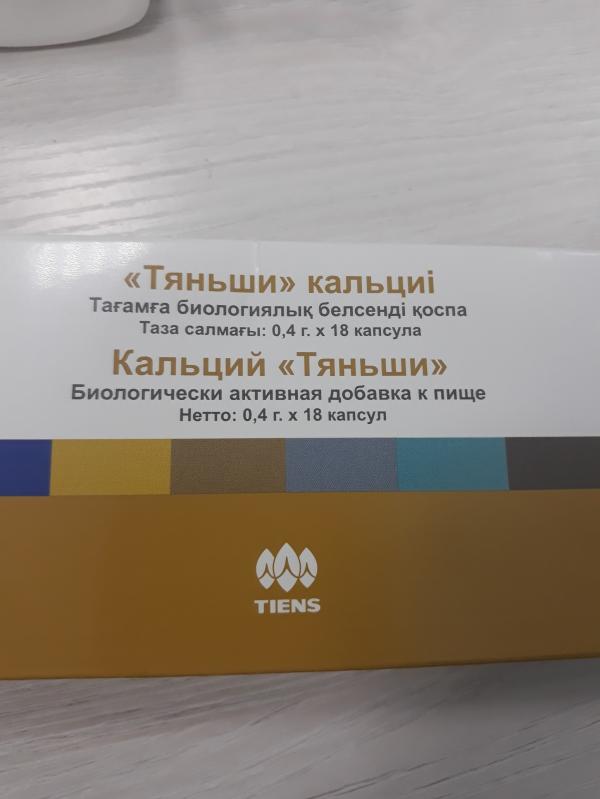 «Тяньши» кальциі
Тағамға биологиялық белсенді қоспа
Таза салмағы: 0,4 г. х 18 капсула
Кальций «Тяньши»
Биологически активная добавка к пище
Нетто: 0,4 г. х 18 капсул
TIENS